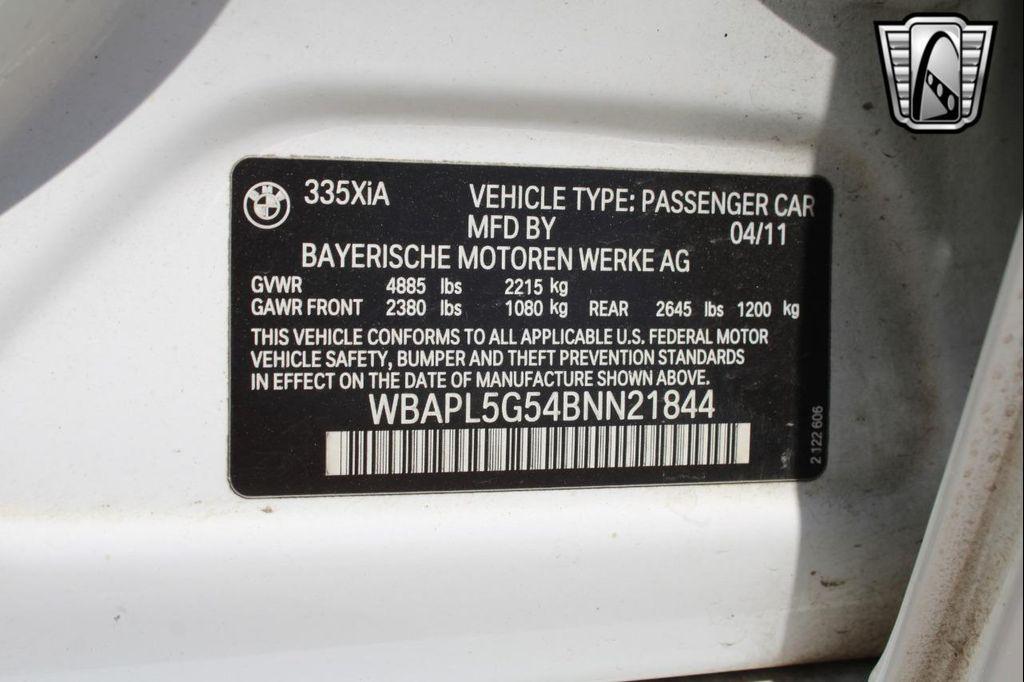 BMW
335XiA VEHICLE TYPE: PASSENGER CAR
MFD BY 04/11
BAYERISCHE MOTOREN WERKE AG
GVWR 4885 lbs 2215 kg
GAWR FRONT 2380 lbs 1080 kg REAR 2645 lbs 1200 kg
THIS VEHICLE CONFORMS TO ALL APPLICABLE U.S. FEDERAL MOTOR
VEHICLE SAFETY, BUMPER AND THEFT PREVENTION STANDARDS
IN EFFECT ON THE DATE OF MANUFACTURE SHOWN ABOVE.
WBAPL5G54BNN21844
2 122 606